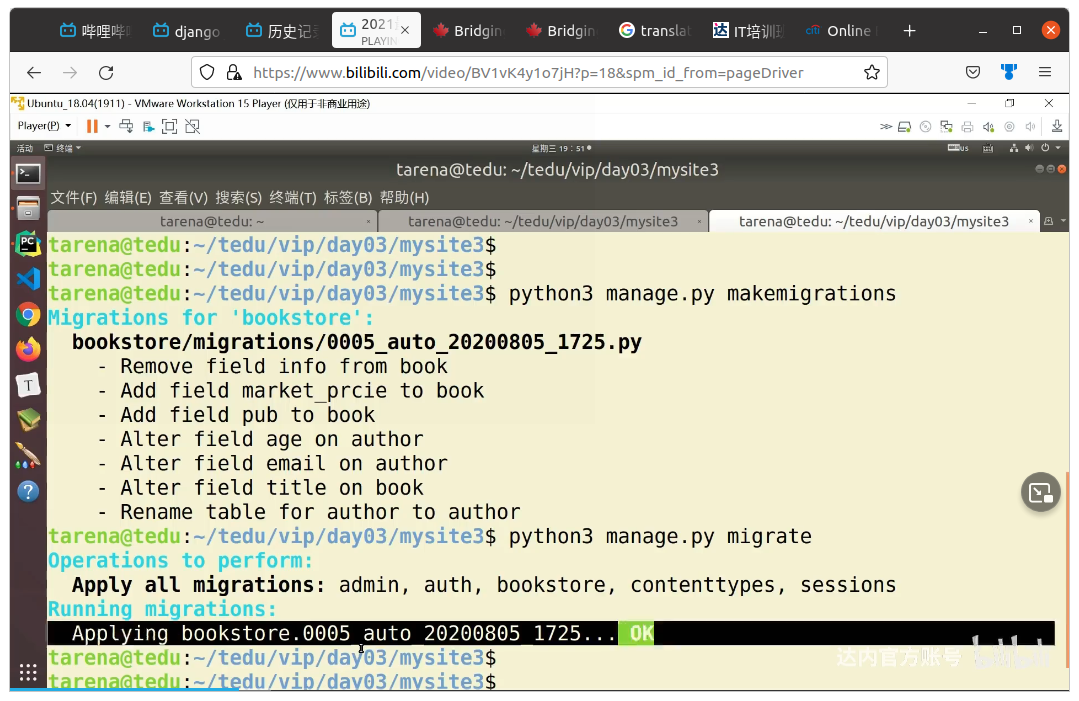 哔哩哔
django
历史记
2021
PLAYIN
Bridgin
Bridgin
translat
达 IT培训班
citi Online
https://www.bilibili.com/video/BV1vK4y1o7jH?p=18&spm_id_from=pageDriver
Ubuntu_18.04(1911) - VMware Workstation 15 Player (仅用于非商业用途)
Player(P)
活动 终端 星期三 19:51
tarena@tedu: ~/tedu/vip/day03/mysite3
文件(F) 编辑(E) 查看(V) 搜索(S) 终端(T) 标签(B) 帮助(H)
tarena@tedu: ~ tarena@tedu: ~/tedu/vip/day03/mysite3 tarena@tedu: ~/tedu/vip/day03/mysite3
tarena@tedu:~/tedu/vip/day03/mysite3$
tarena@tedu:~/tedu/vip/day03/mysite3$
tarena@tedu:~/tedu/vip/day03/mysite3$ python3 manage.py makemigrations
Migrations for 'bookstore':
bookstore/migrations/0005_auto_20200805_1725.py
- Remove field info from book
- Add field market_prcie to book
- Add field pub to book
- Alter field age on author
- Alter field email on author
- Alter field title on book
- Rename table for author to author
tarena@tedu:~/tedu/vip/day03/mysite3$ python3 manage.py migrate
Operations to perform:
Apply all migrations: admin, auth, bookstore, contenttypes, sessions
Running migrations:
Applying bookstore.0005_auto_20200805_1725... OK
tarena@tedu:~/tedu/vip/day03/mysite3$
达内官方账号 bilibili
tarena@tedu:~/tedu/vip/day03/mysite3$